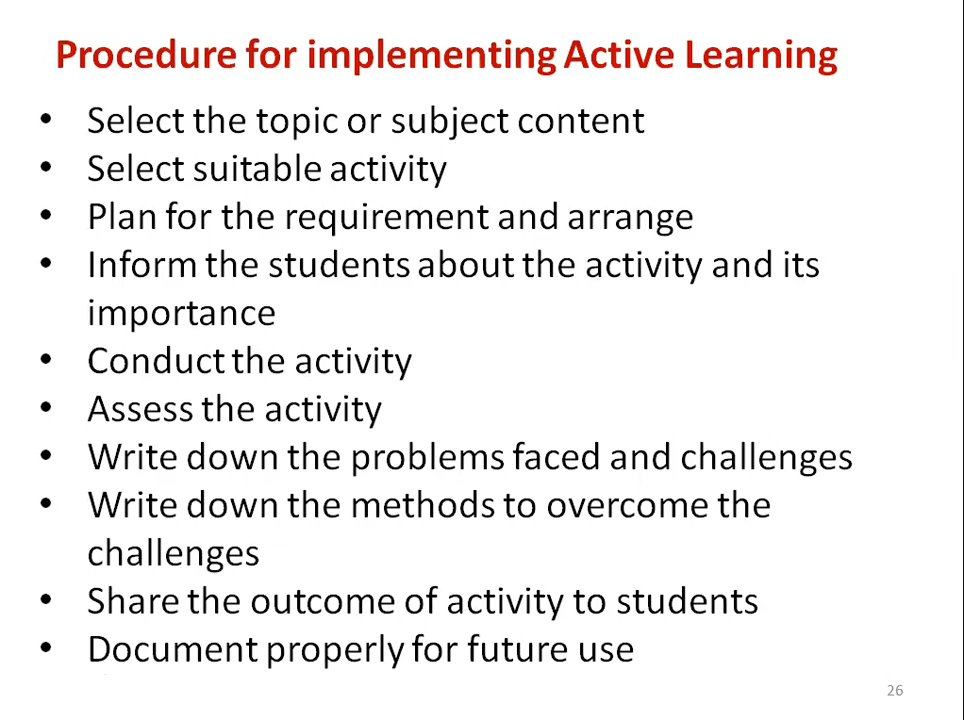 Procedure for implementing Active Learning
• Select the topic or subject content
• Select suitable activity
• Plan for the requirement and arrange
• Inform the students about the activity and its
importance
• Conduct the activity
• Assess the activity
• Write down the problems faced and challenges
• Write down the methods to overcome the
challenges
• Share the outcome of activity to students
• Document properly for future use
26